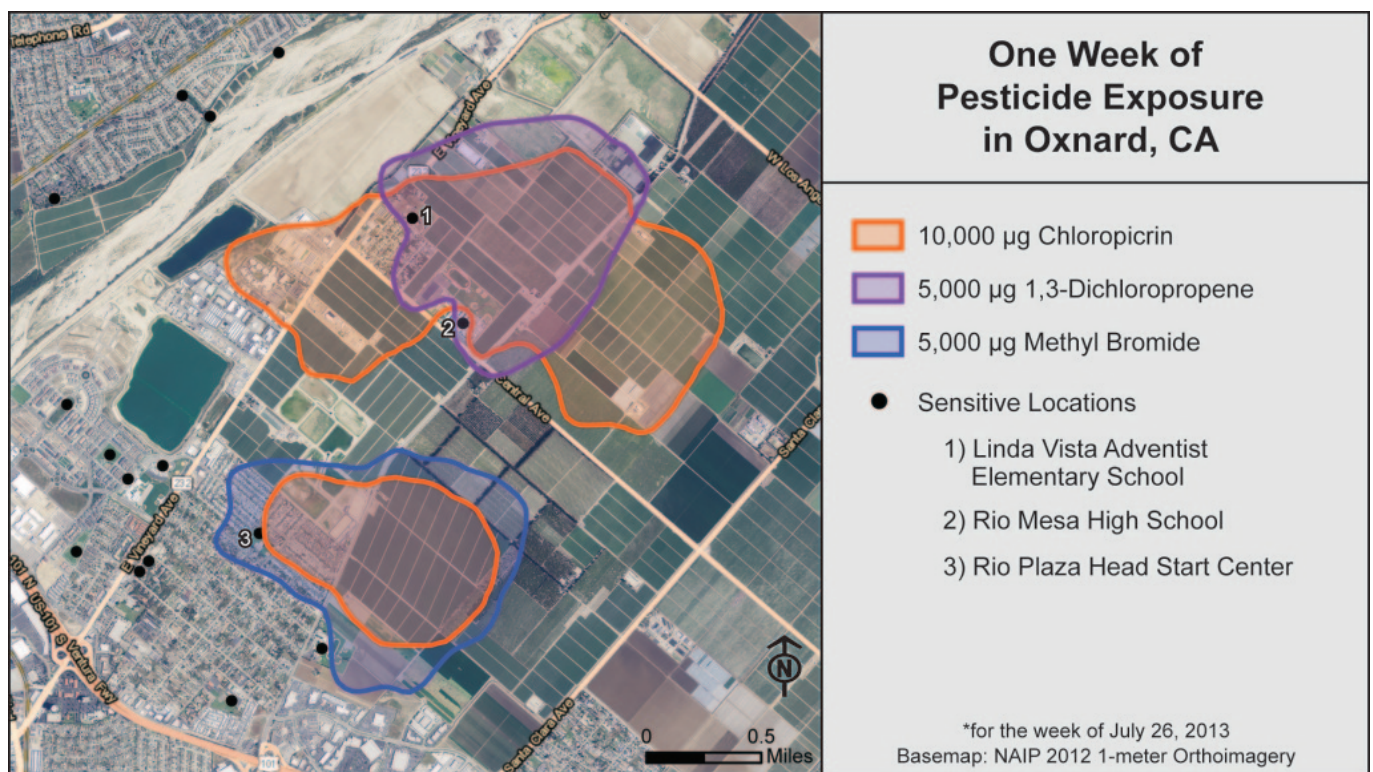 Telephone Rd
E Vineyard Ave
W Los Ang
1
2
Central Ave
Santa Cla
232
3
E Vineyard Ave
101 N
US-101 S
Ventura Fwy
101
Santa Clara Ave
N
0 0.5
Miles
One Week of
Pesticide Exposure
in Oxnard, CA
10,000 µg Chloropicrin
5,000 µg 1,3-Dichloropropene
5,000 µg Methyl Bromide
Sensitive Locations
1) Linda Vista Adventist
Elementary School
2) Rio Mesa High School
3) Rio Plaza Head Start Center
*for the week of July 26, 2013
Basemap: NAIP 2012 1-meter Orthoimagery